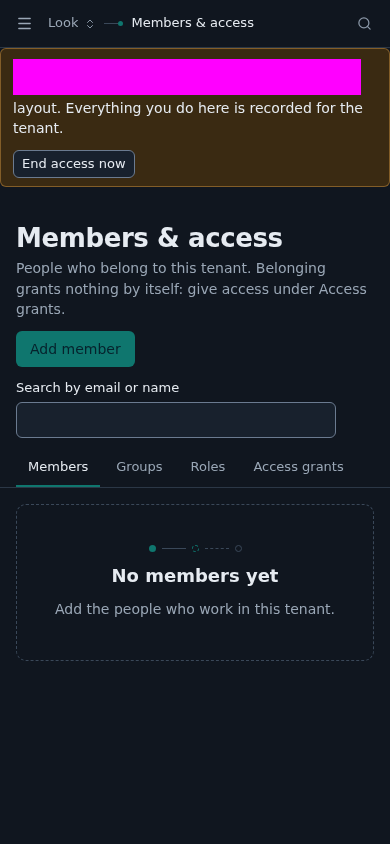 Look
Members & access
layout. Everything you do here is recorded for the
tenant.
End access now
Members & access
People who belong to this tenant. Belonging
grants nothing by itself: give access under Access
grants.
Add member
Search by email or name
Members Groups Roles Access grants
No members yet
Add the people who work in this tenant.